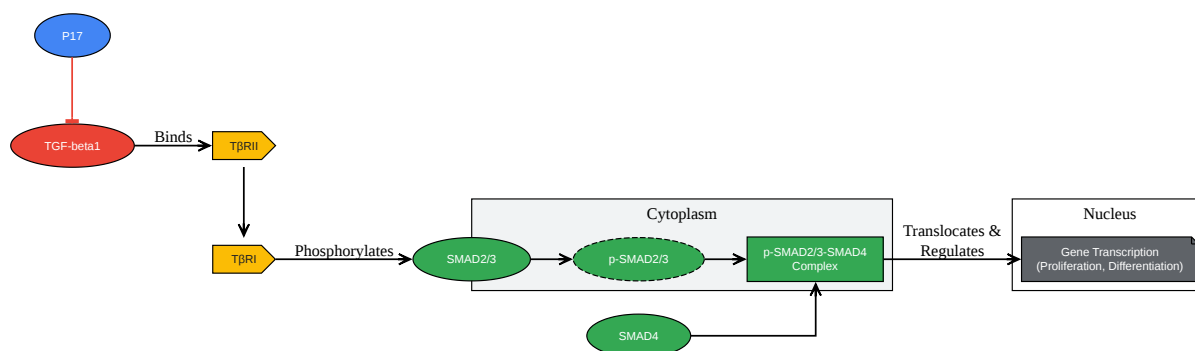 P17
TGF-beta1
Binds
TβRII
Cytoplasm
Nucleus
TβRI
Phosphorylates
SMAD2/3
p-SMAD2/3
p-SMAD2/3-SMAD4
Complex
Translocates &
Regulates
Gene Transcription
(Proliferation, Differentiation)
SMAD4